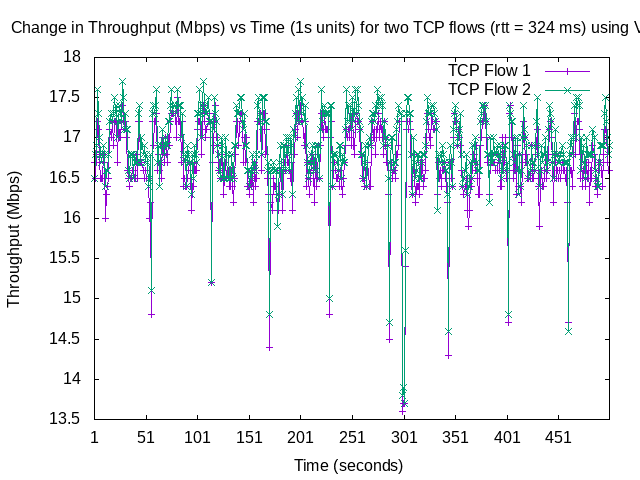 Change in Throughput (Mbps) vs Time (1s units) for two TCP flows (rtt = 324 ms) using V
TCP Flow 1
TCP Flow 2
18
17.5
17
16.5
16
15.5
15
14.5
14
13.5
Throughput (Mbps)
1 51 101 151 201 251 301 351 401 451
Time (seconds)